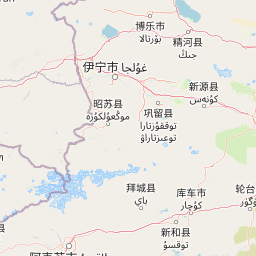 博乐市
بۆرتالا
精河县
جىڭ
伊宁市 غۇلجا
新源县
كۈنەس
昭苏县
موڭغۇلكۈرە
巩留县
توققۇزتارا
拜城县
باي
库车市
كۇچار
轮台
新和县
توقسۇ